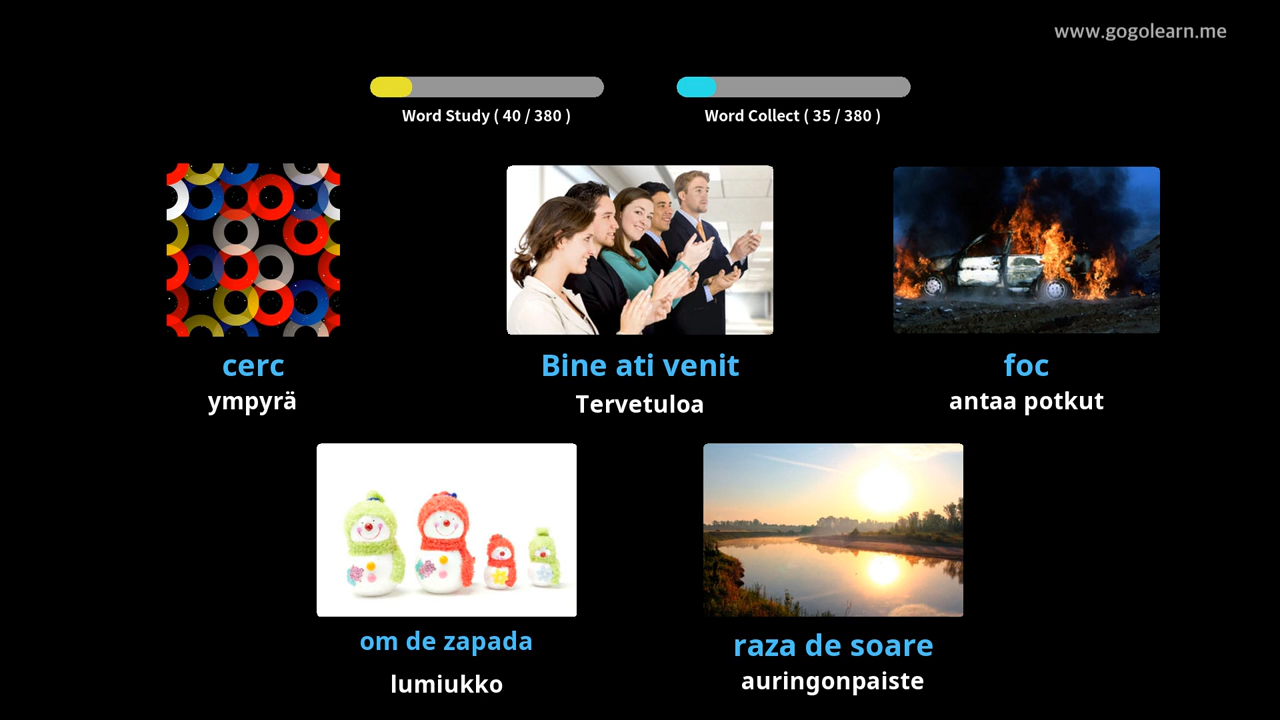 www.gogolearn.me
Word Study ( 40 / 380 )
Word Collect ( 35 / 380 )
cerc
ympyrä
Bine ati venit
Tervetuloa
foc
antaa potkut
om de zapada
lumiukko
raza de soare
auringonpaiste